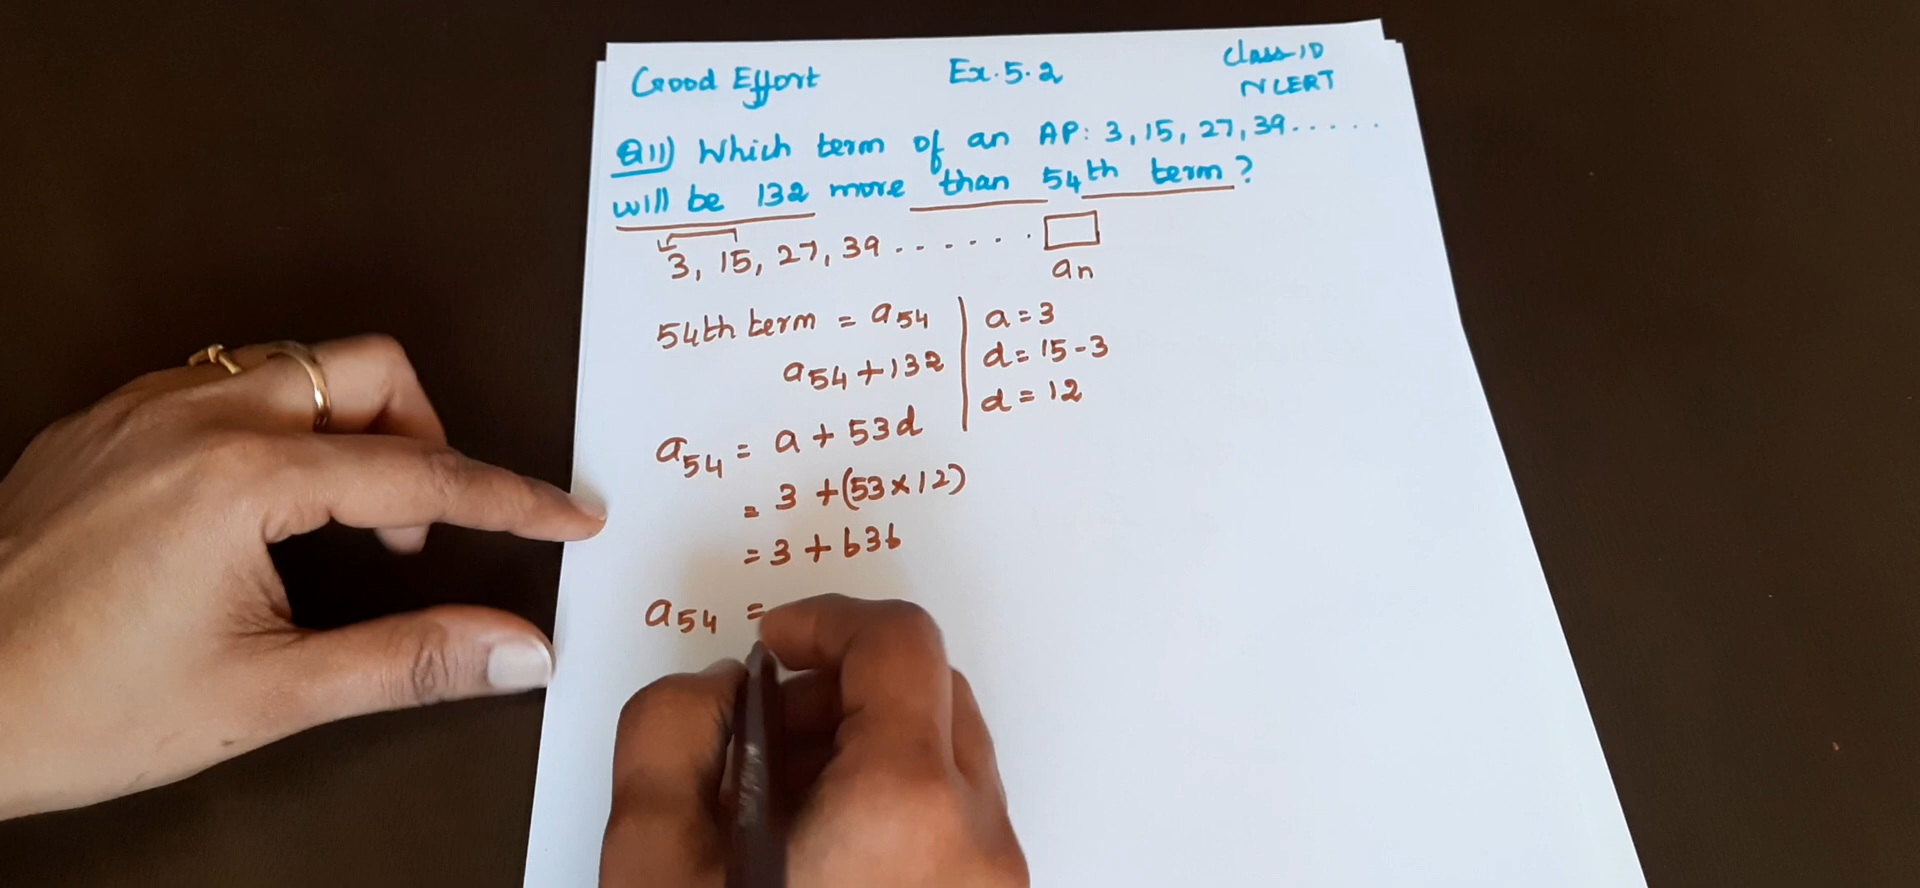 Good Effort Ex. 5.2 Class-10
NCERT
Q11) Which term of an AP: 3, 15, 27, 39.....
will be 132 more than 54th term?
3, 15, 27, 39 .......
an
54th term = a54
a54 + 132
a = 3
d = 15 - 3
d = 12
a54 = a + 53d
= 3 + (53 × 12)
= 3 + 636
a54 =